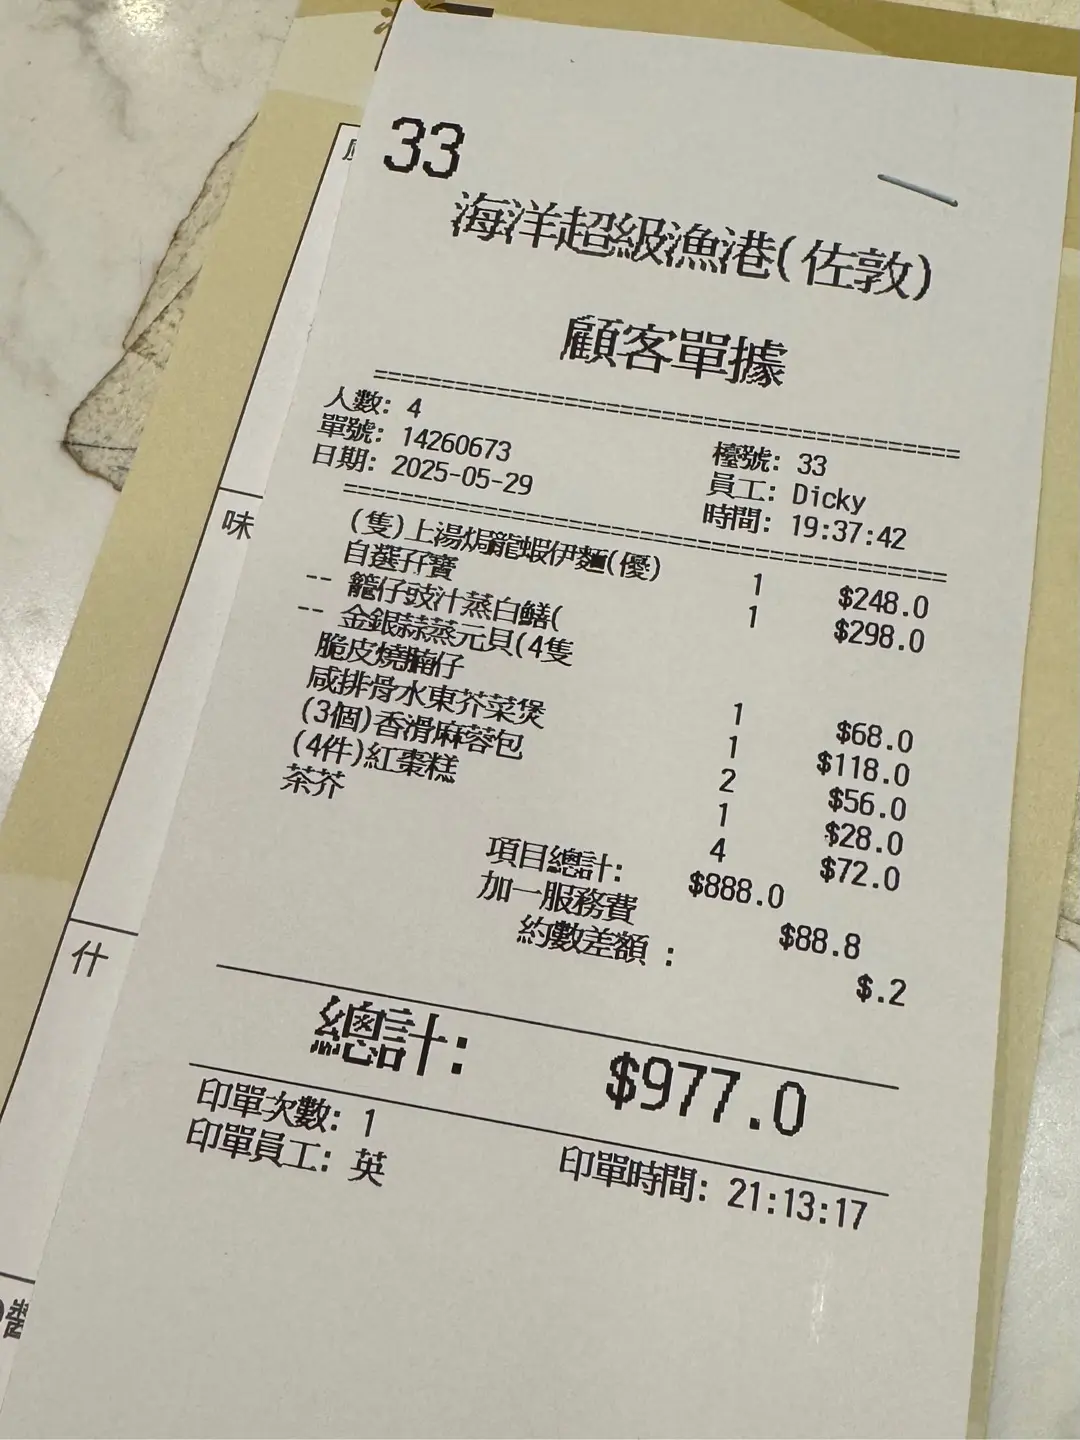 33
海洋超級漁港(佐敦)
顧客單據
人數: 4
單號: 14260673 檯號: 33
日期: 2025-05-29 員工: Dicky
時間: 19:37:42
(隻)上湯焗龍蝦伊麵(優) 1 $248.0
自選孖寶 1 $298.0
-- 籠仔豉汁蒸白鱔(
-- 金銀蒜蒸元貝(4隻
脆皮燒腩仔 1 $68.0
咸排骨水東芥菜煲 1 $118.0
(3個)香滑麻蓉包 2 $56.0
(4件)紅棗糕 1 $28.0
茶芥 4 $72.0
項目總計: $888.0
加一服務費 $88.8
約數差額 : $.2
總計: $977.0
印單次數: 1
印單員工: 英 印單時間: 21:13:17
味
什